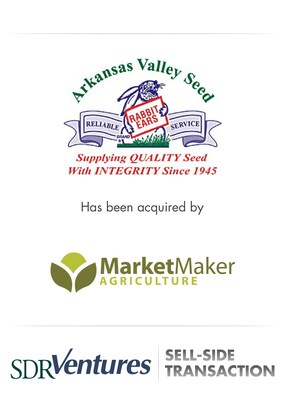 Arkansas Valley Seed
RELIABLE
RABBIT
EARS
BRAND
SERVICE
Supplying QUALITY Seed
With INTEGRITY Since 1945
Has been acquired by
MarketMaker
AGRICULTURE
SDRVentures
SELL-SIDE
TRANSACTION